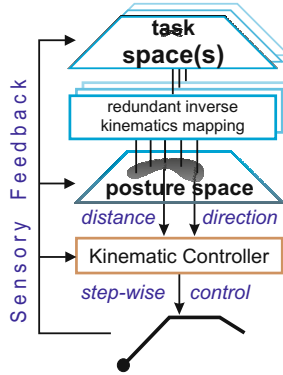 task
space(s)
redundant inverse
kinematics mapping
posture space
distance direction
Kinematic Controller
step-wise control
Sensory Feedback